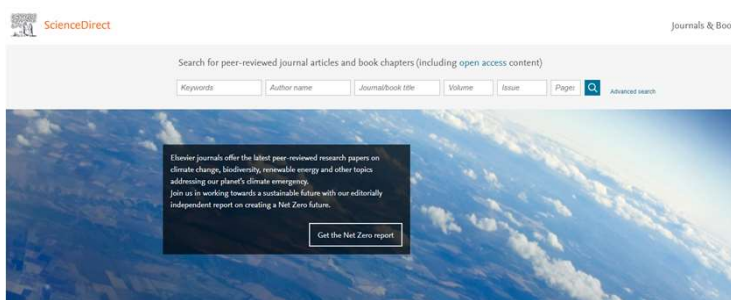 ScienceDirect
Journals & Boo
Search for peer-reviewed journal articles and book chapters (including open access content)
Keywords
Author name
Journal/book title
Volume
Issue
Pages
Advanced search
Elsevier journals offer the latest peer-reviewed research papers on
climate change, biodiversity, renewable energy and other topics
addressing our planet's climate emergency.
Join us in working towards a sustainable future with our editorially
independent report on creating a Net Zero future.
Get the Net Zero report